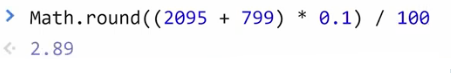 > Math.round((2095 + 799) * 0.1) / 100
<· 2.89